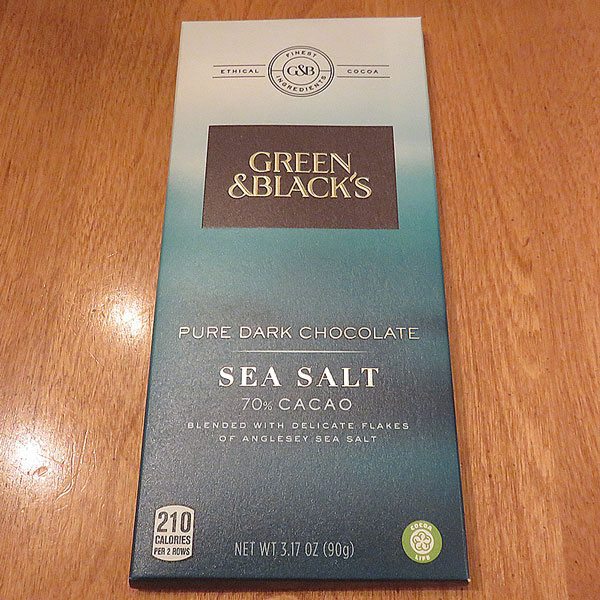 FINEST
ETHICAL G&B COCOA
INGREDIENTS
GREEN
&BLACK'S
PURE DARK CHOCOLATE
SEA SALT
70% CACAO
BLENDED WITH DELICATE FLAKES
OF ANGLESEY SEA SALT
210
CALORIES
PER 2 ROWS
NET WT 3.17 OZ (90g)
COCOA
LIFE